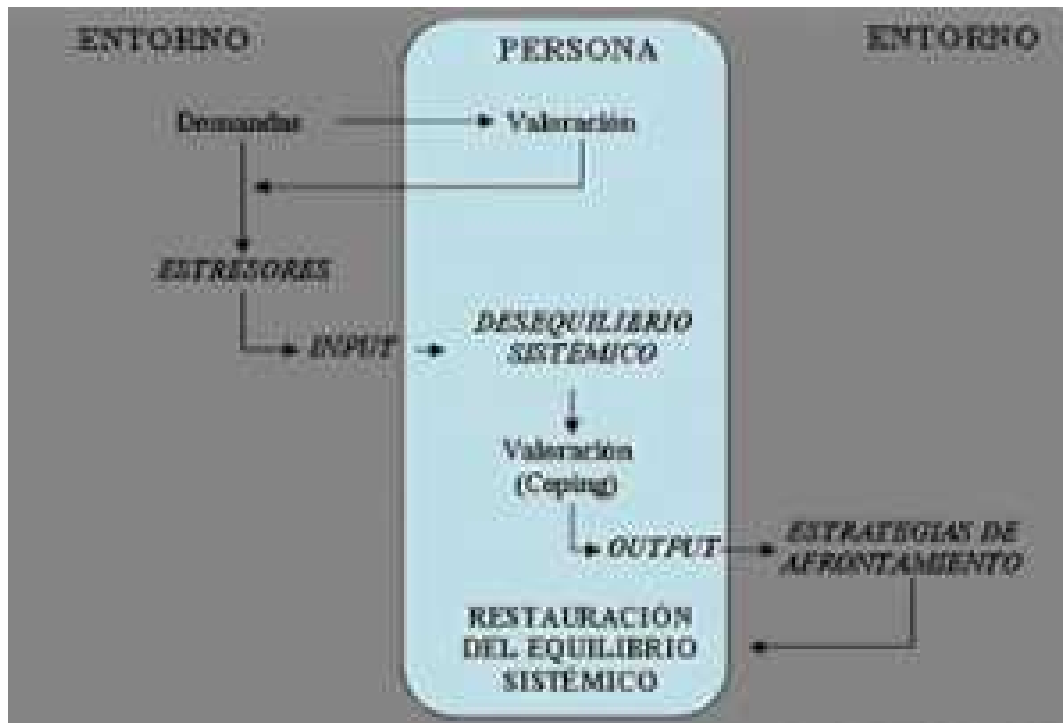 ENTORNO
PERSONA
ENTORNO
Demandas
Valoración
ESTRESORES
INPUT
DESEQUILIBRIO
SISTÉMICO
Valoración
(Coping)
OUTPUT
ESTRATEGIAS DE
AFRONTAMIENTO
RESTAURACIÓN
DEL EQUILIBRIO
SISTÉMICO